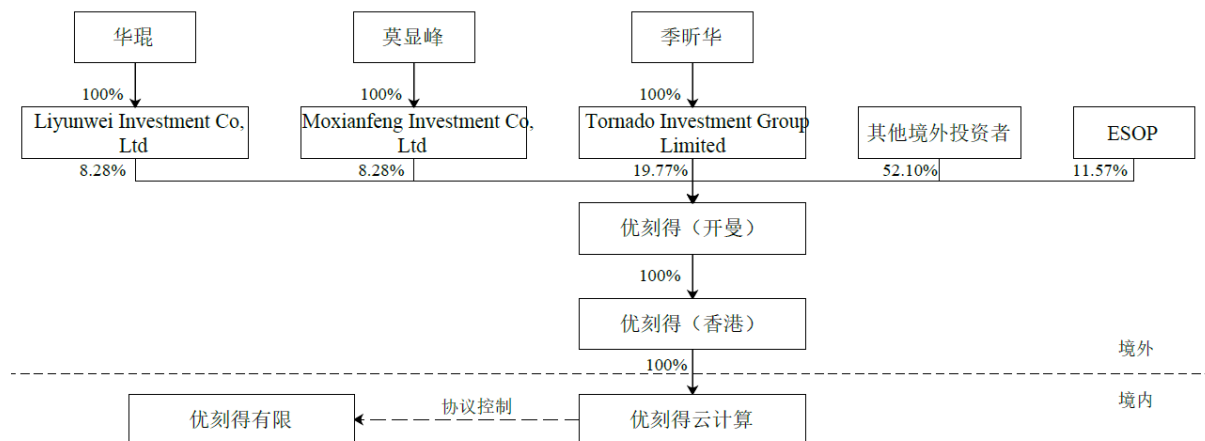 华琨
莫显峰
季昕华
100%
100%
100%
Liyunwei Investment Co,
Ltd
Moxianfeng Investment Co,
Ltd
Tornado Investment Group
Limited
其他境外投资者
ESOP
8.28%
8.28%
19.77%
52.10%
11.57%
优刻得（开曼）
100%
优刻得（香港）
100%
境外
境内
优刻得有限
协议控制
优刻得云计算